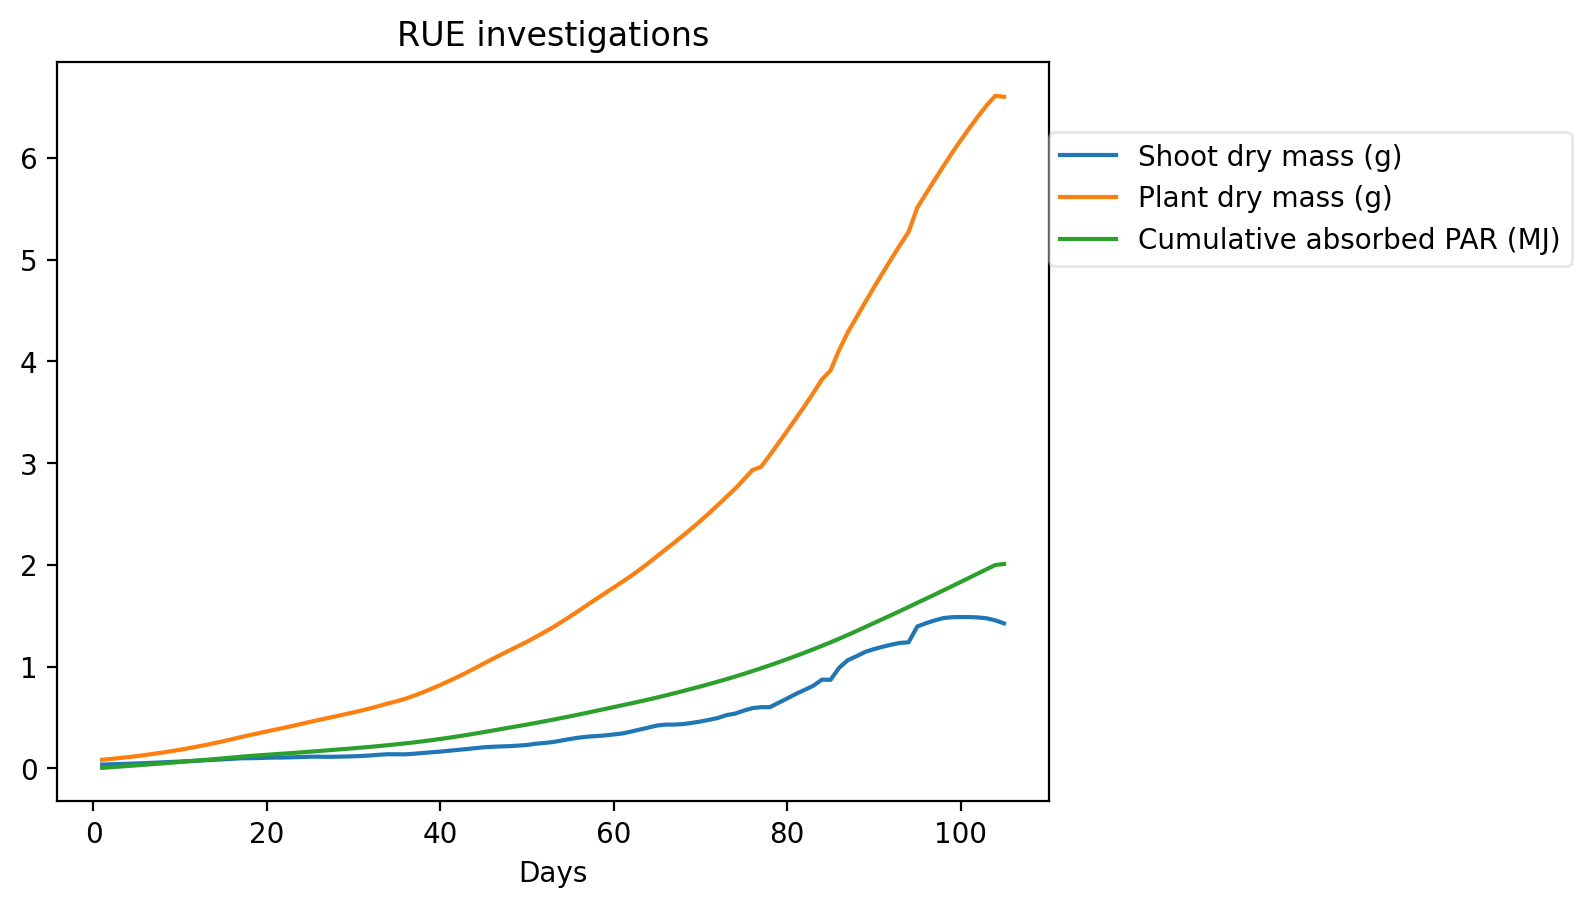 RUE investigations
6
5
4
3
2
1
0
Shoot dry mass (g)
Plant dry mass (g)
Cumulative absorbed PAR (MJ)
0 20 40 60 80 100
Days